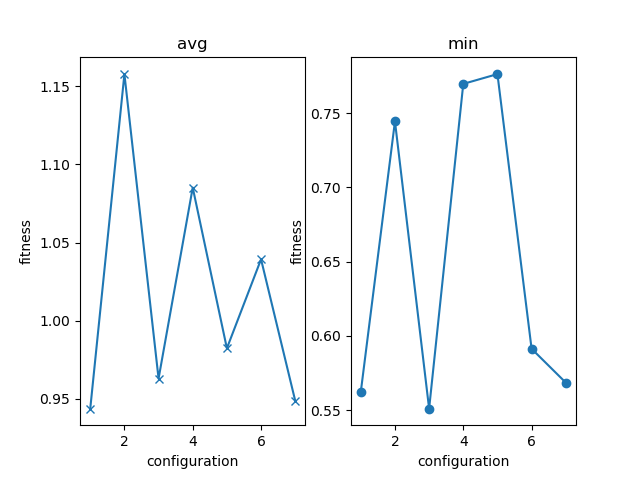 avg
1.15
1.10
1.05
1.00
0.95
fitness
2 4 6
configuration
min
0.75
0.70
0.65
0.60
0.55
fitness
2 4 6
configuration